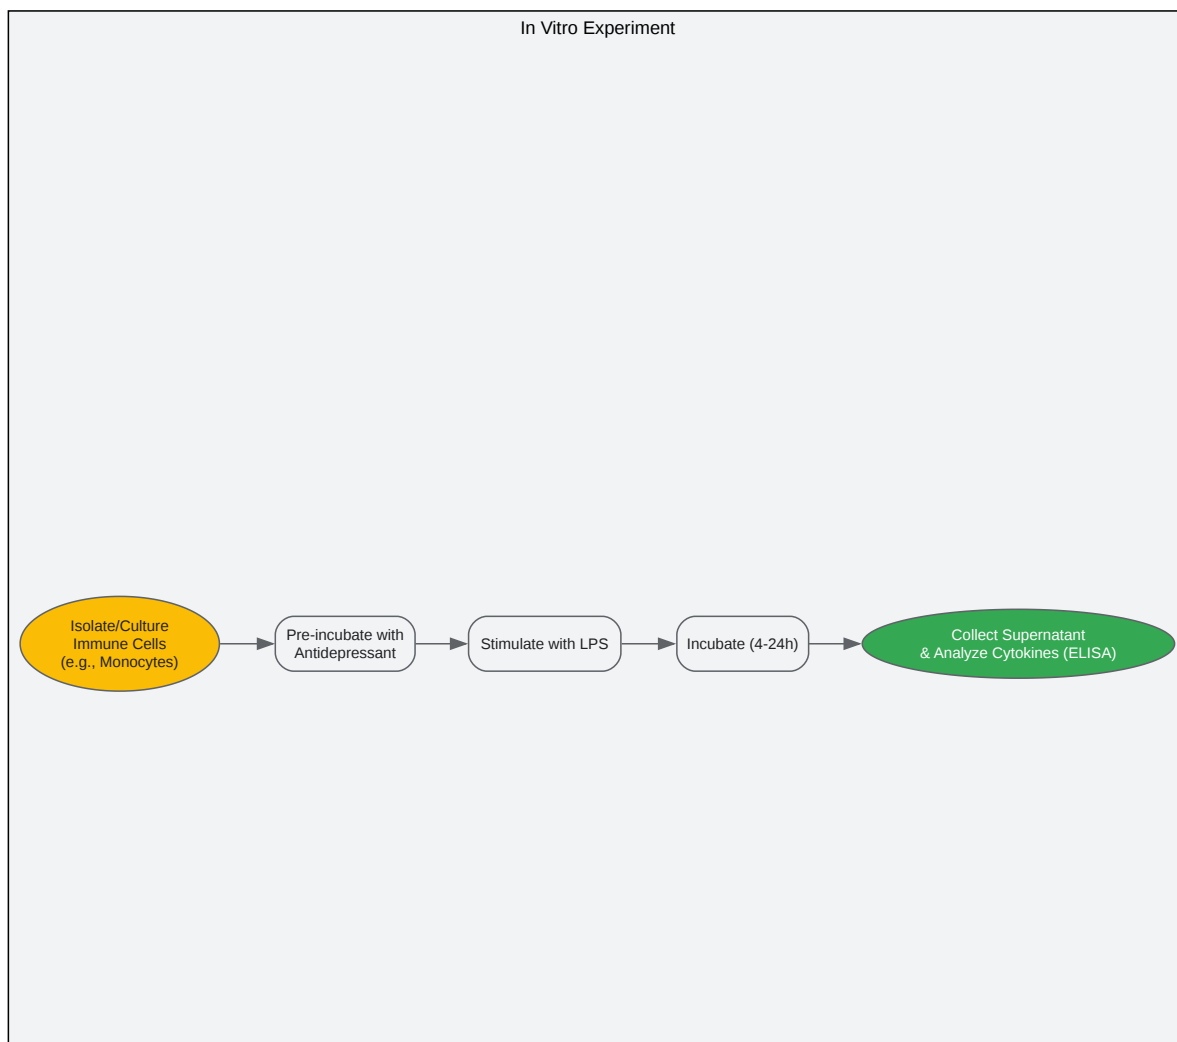 In Vitro Experiment
Isolate/Culture
Immune Cells
(e.g., Monocytes)
Pre-incubate with
Antidepressant
Stimulate with LPS
Incubate (4-24h)
Collect Supernatant
& Analyze Cytokines (ELISA)